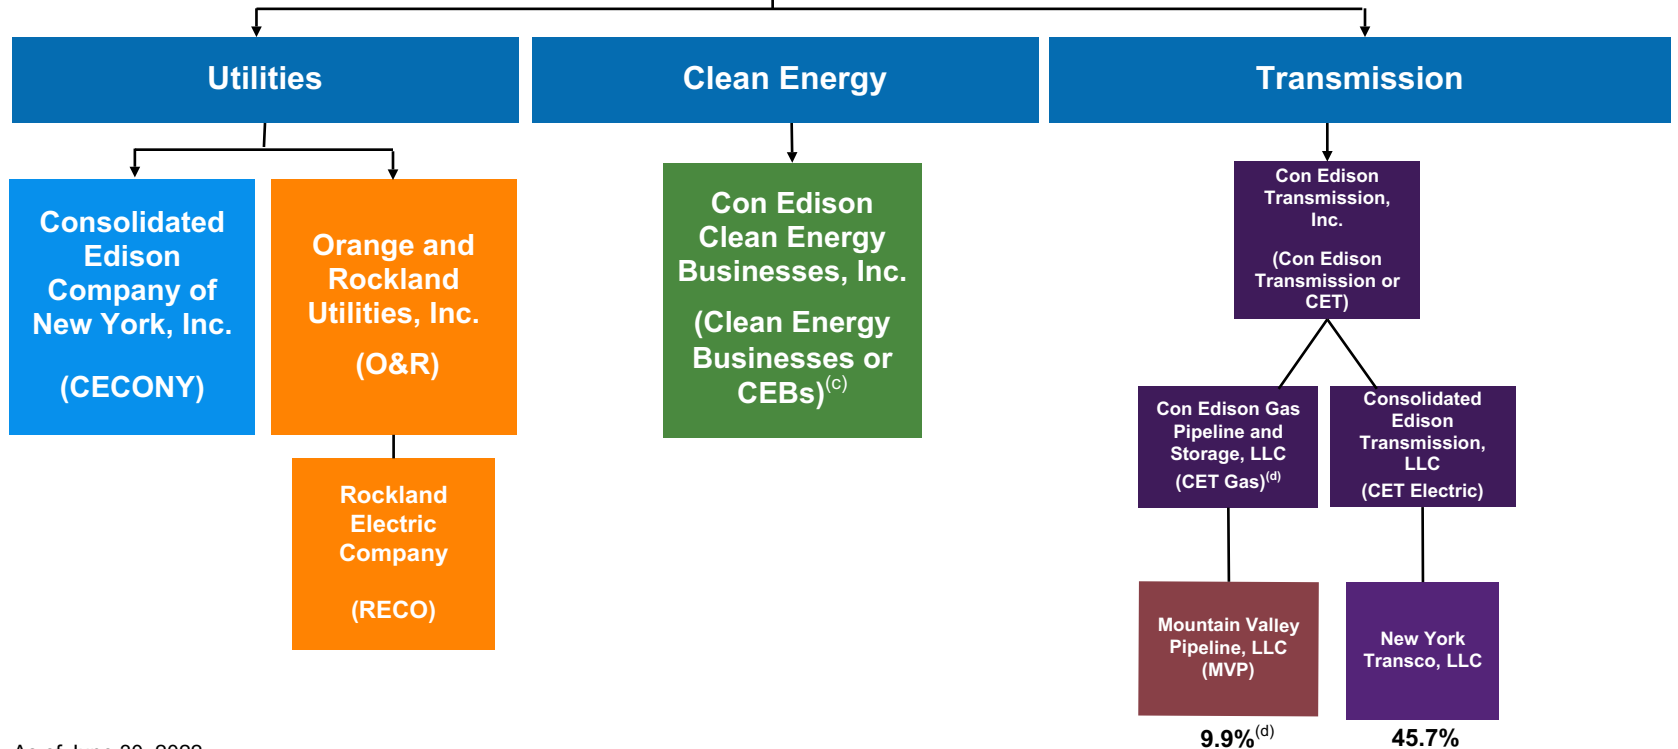 Utilities
Clean Energy
Transmission
Consolidated
Edison
Company of
New York, Inc.
(CECONY)
Orange and
Rockland
Utilities, Inc.
(O&R)
Rockland
Electric
Company
(RECO)
Con Edison
Clean Energy
Businesses, Inc.
(Clean Energy
Businesses or
CEBs)(c)
Con Edison
Transmission,
Inc.
(Con Edison
Transmission or
CET)
Con Edison Gas
Pipeline and
Storage, LLC
(CET Gas)(d)
Consolidated
Edison
Transmission,
LLC
(CET Electric)
Mountain Valley
Pipeline, LLC
(MVP)
New York
Transco, LLC
9.9%(d)
45.7%